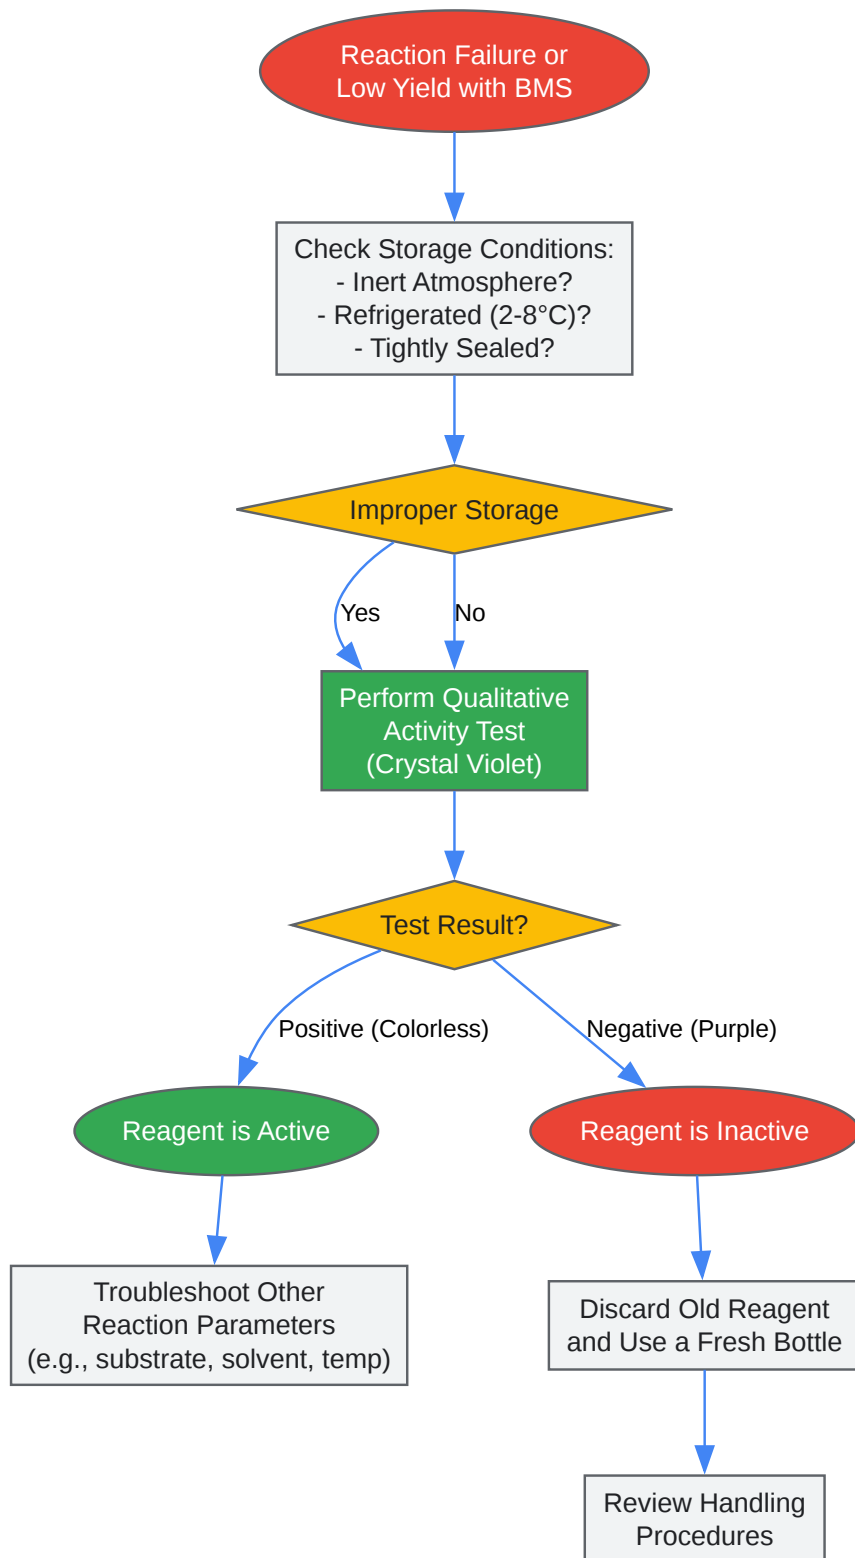 Reaction Failure or
Low Yield with BMS
Check Storage Conditions:
- Inert Atmosphere?
- Refrigerated (2-8°C)?
- Tightly Sealed?
Improper Storage
Yes
No
Perform Qualitative
Activity Test
(Crystal Violet)
Test Result?
Positive (Colorless)
Negative (Purple)
Reagent is Active
Reagent is Inactive
Troubleshoot Other
Reaction Parameters
(e.g., substrate, solvent, temp)
Discard Old Reagent
and Use a Fresh Bottle
Review Handling
Procedures